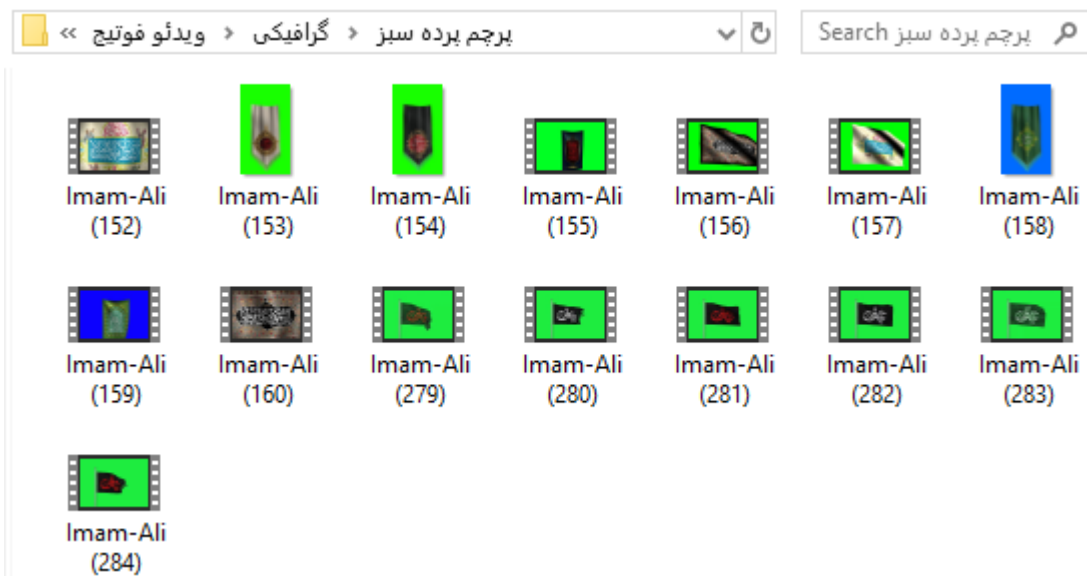 « ویدئو فوتیج › گرافیکی › پرچم پرده سبز
Search پرچم پرده سبز
Imam-Ali (152)
Imam-Ali (153)
Imam-Ali (154)
Imam-Ali (155)
Imam-Ali (156)
Imam-Ali (157)
Imam-Ali (158)
Imam-Ali (159)
Imam-Ali (160)
Imam-Ali (279)
Imam-Ali (280)
Imam-Ali (281)
Imam-Ali (282)
Imam-Ali (283)
Imam-Ali (284)